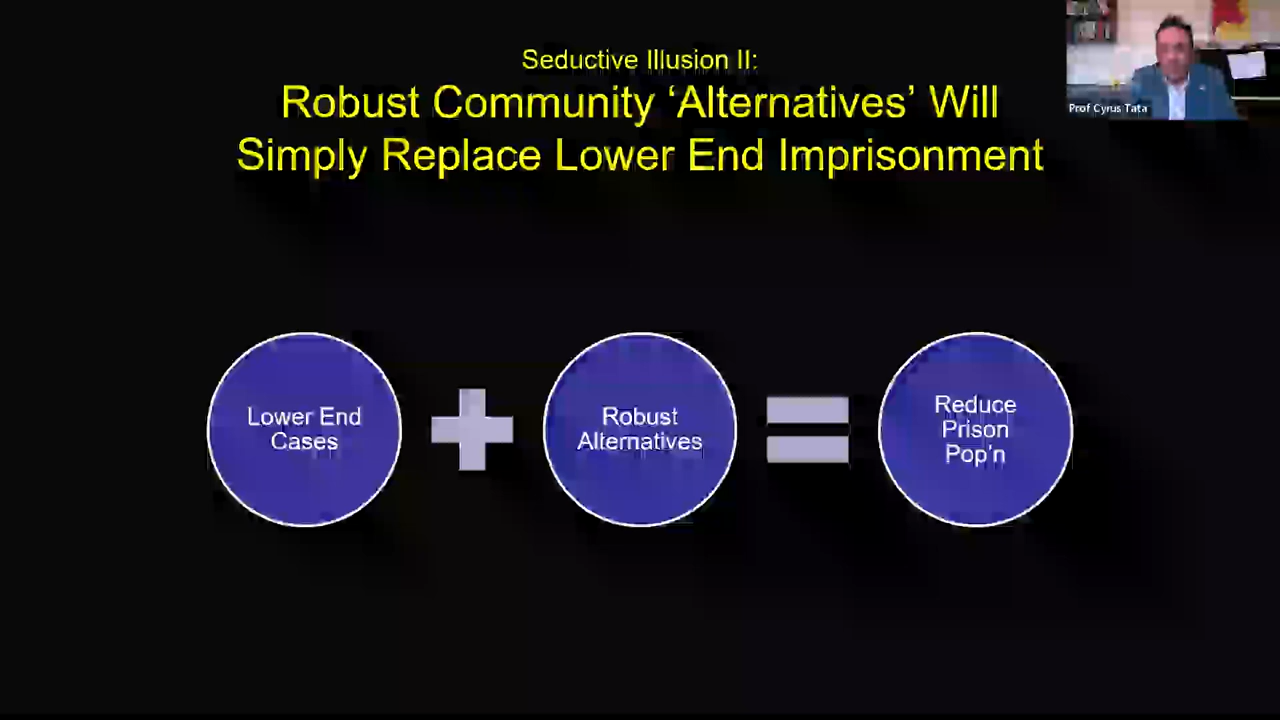 Seductive Illusion II:
Robust Community ‘Alternatives’ Will
Simply Replace Lower End Imprisonment
Prof Cyrus Tata
Lower End
Cases
Robust
Alternatives
Reduce
Prison
Pop’n